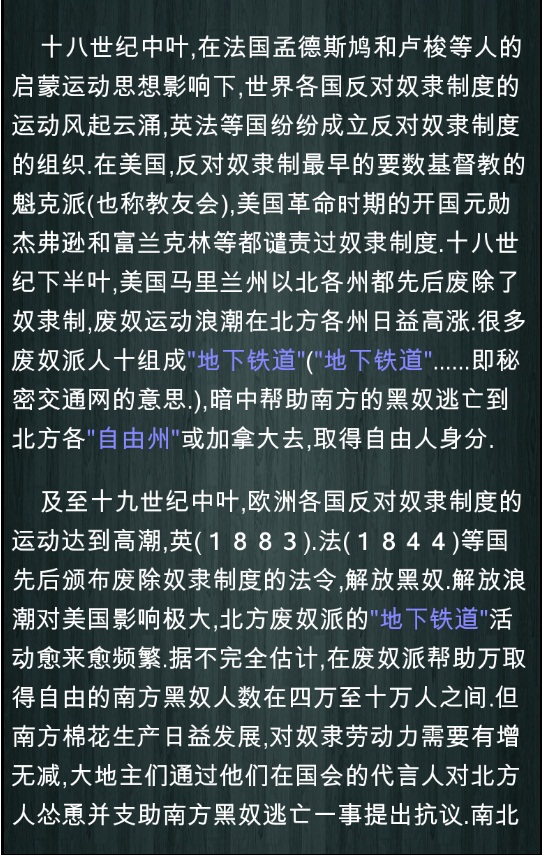 十八世纪中叶,在法国孟德斯鸠和卢梭等人的
启蒙运动思想影响下,世界各国反对奴隶制度的
运动风起云涌,英法等国纷纷成立反对奴隶制度
的组织.在美国,反对奴隶制最早的要数基督教的
魁克派(也称教友会),美国革命时期的开国元勋
杰弗逊和富兰克林等都谴责过奴隶制度.十八世
纪下半叶,美国马里兰州以北各州都先后废除了
奴隶制,废奴运动浪潮在北方各州日益高涨.很多
废奴派人十组成"地下铁道"("地下铁道"......即秘
密交通网的意思.),暗中帮助南方的黑奴逃亡到
北方各"自由州"或加拿大去,取得自由人身分.
及至十九世纪中叶,欧洲各国反对奴隶制度的
运动达到高潮,英(１８８３).法(１８４４)等国
先后颁布废除奴隶制度的法令,解放黑奴.解放浪
潮对美国影响极大,北方废奴派的"地下铁道"活
动愈来愈频繁.据不完全估计,在废奴派帮助万取
得自由的南方黑奴人数在四万至十万人之间.但
南方棉花生产日益发展,对奴隶劳动力需要有增
无减,大地主们通过他们在国会的代言人对北方
人怂恿并支助南方黑奴逃亡一事提出抗议.南北